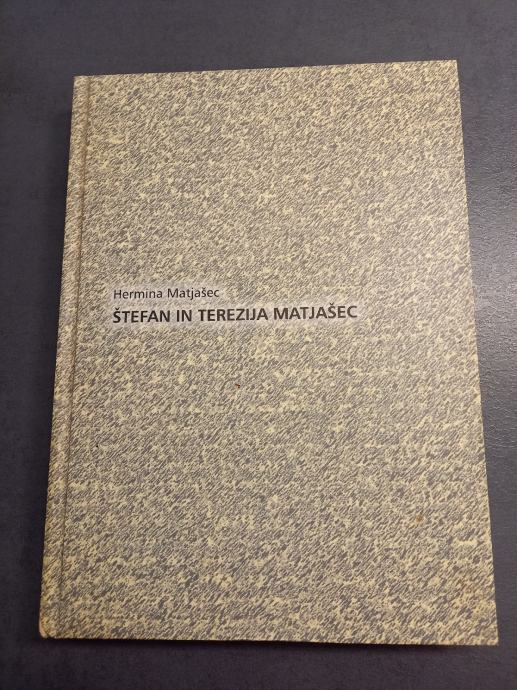 Hermina Matjašec
ŠTEFAN IN TEREZIJA MATJAŠEC